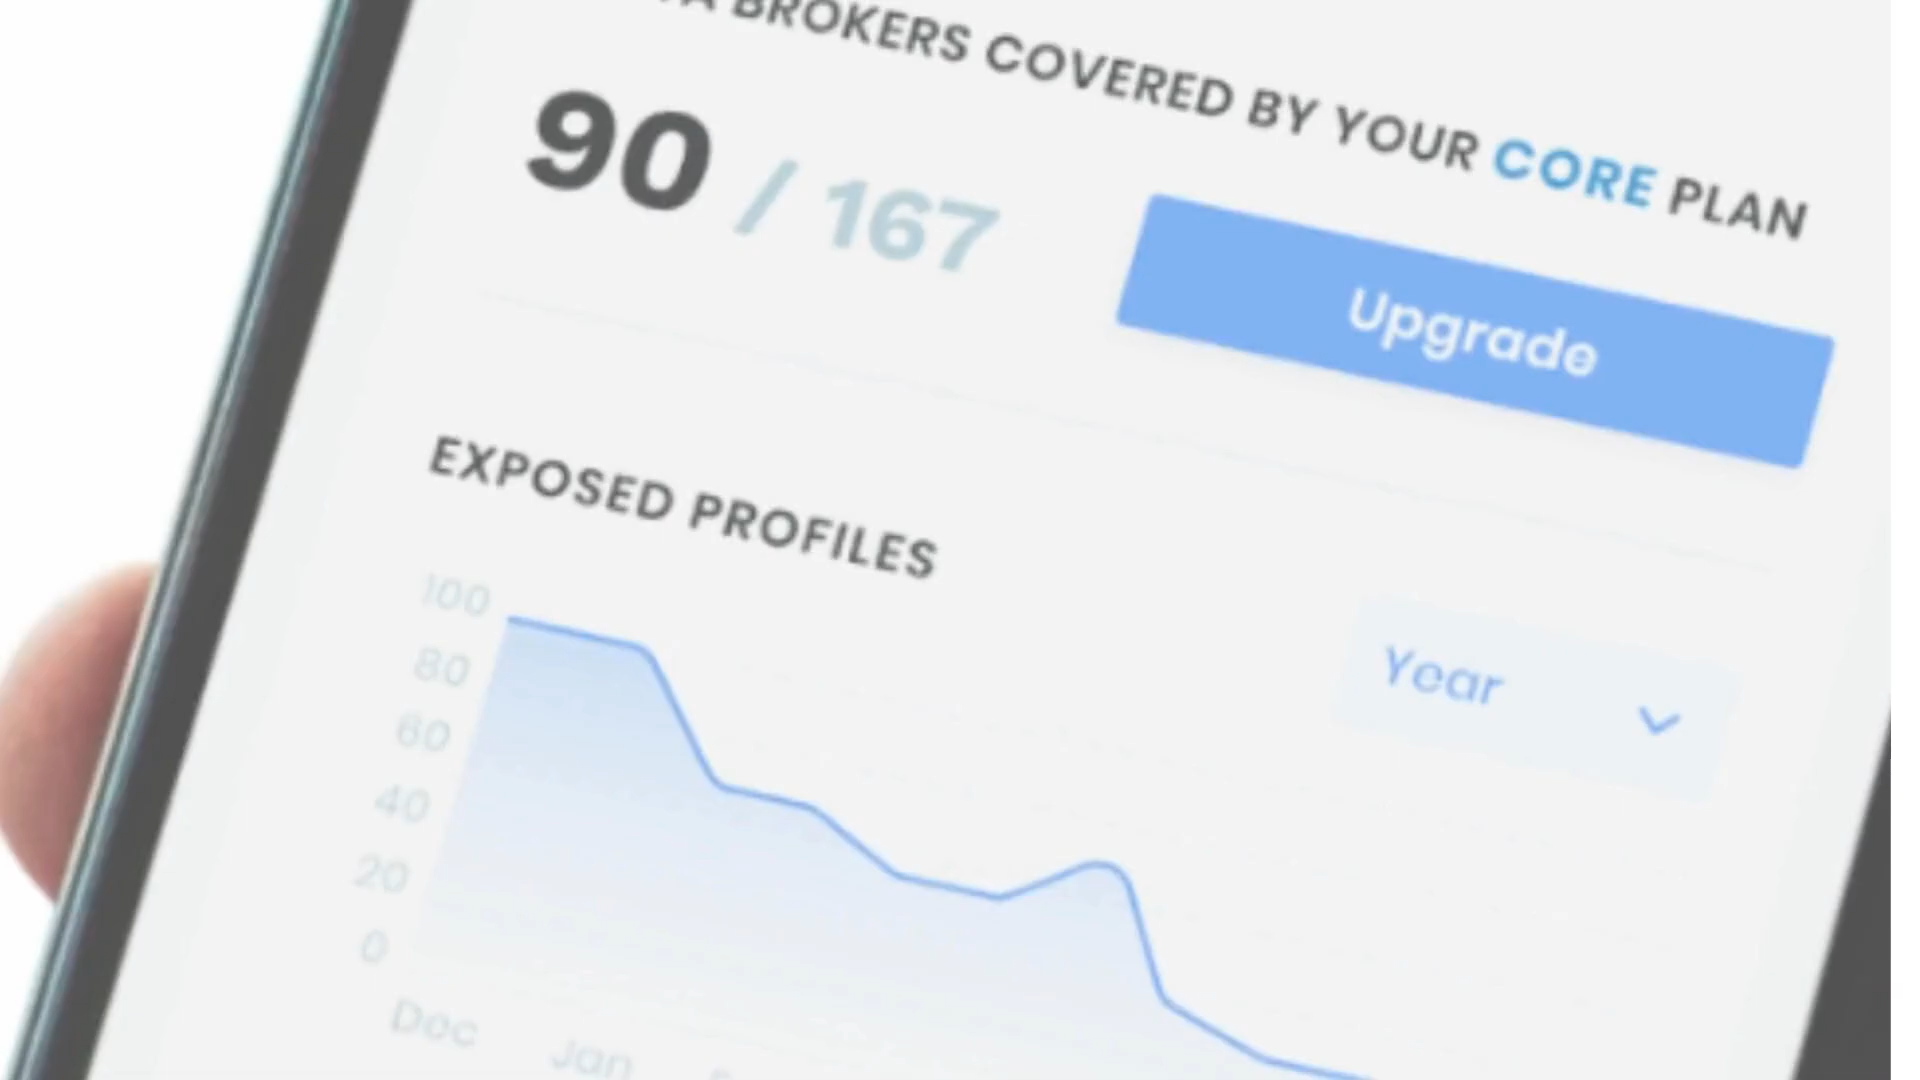 BROKERS COVERED BY YOUR CORE PLAN
90 / 167
Upgrade
EXPOSED PROFILES
Year
100
80
60
40
20
0
Dec
Jan